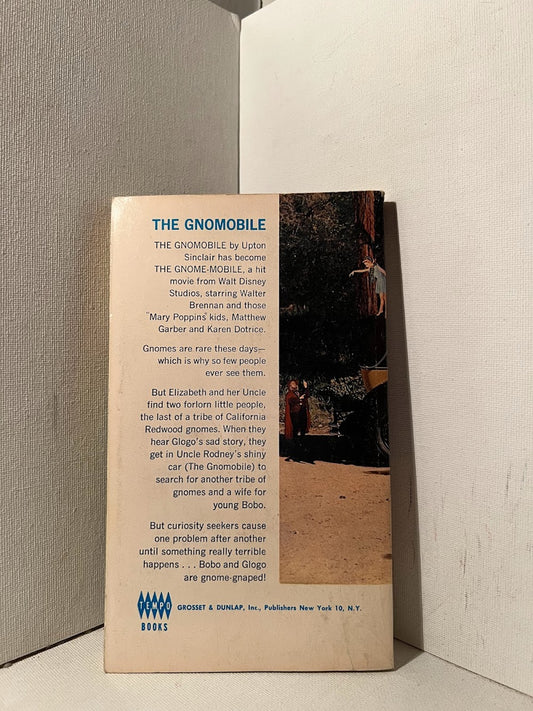 THE GNOMOBILE
THE GNOMOBILE by Upton
Sinclair has become
THE GNOME-MOBILE, a hit
movie from Walt Disney
Studios, starring Walter
Brennan and those
"Mary Poppins" kids, Matthew
Garber and Karen Dotrice.
Gnomes are rare these days—
which is why so few people
ever see them.
But Elizabeth and her Uncle
find two forlorn little people,
the last of a tribe of California
Redwood gnomes. When they
hear Glogo's sad story, they
get in Uncle Rodney's shiny
car (The Gnomobile) to
search for another tribe of
gnomes and a wife for
young Bobo.
But curiosity seekers cause
one problem after another
until something really terrible
happens . . . Bobo and Glogo
are gnome-gnaped!
TEMPO
BOOKS
GROSSET & DUNLAP, Inc., Publishers New York 10, N.Y.